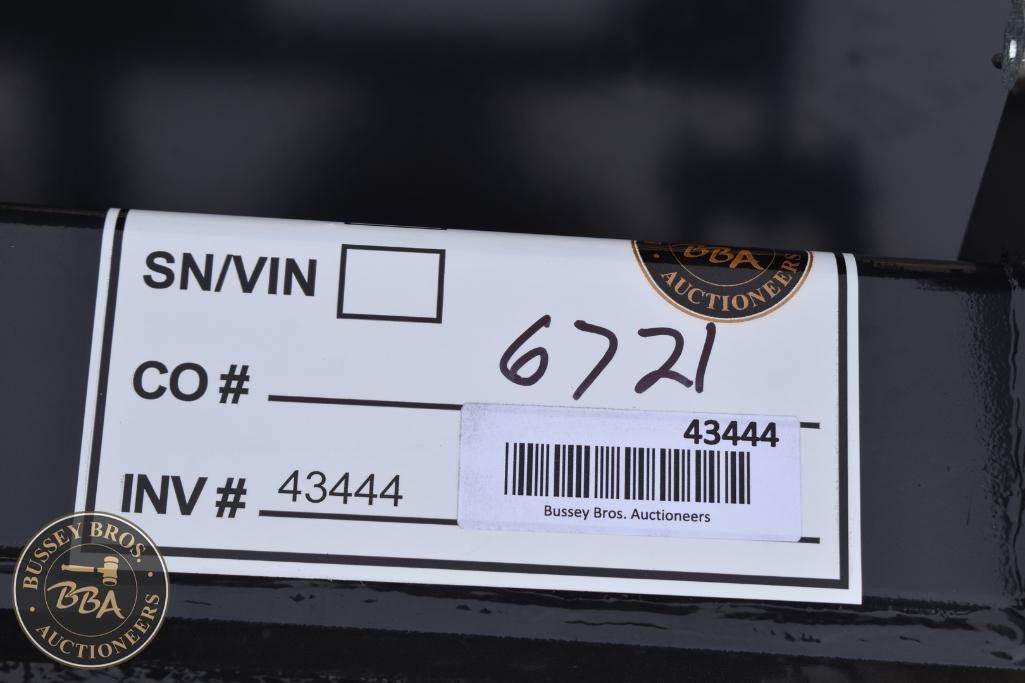 BBA
AUCTIONEERS
SN/VIN
6721
CO #
43444
INV # 43444
Bussey Bros. Auctioneers
BUSSEY BROS.
BBA
AUCTIONEERS